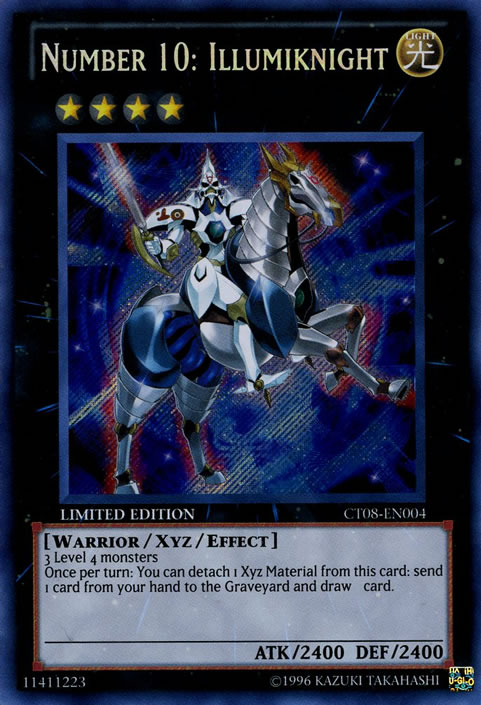 NUMBER 10: ILLUMIKNIGHT
LIGHT
光
10
LIMITED EDITION
CT08-EN004
[WARRIOR/XYZ/EFFECT]
3 Level 4 monsters
Once per turn: You can detach 1 Xyz Material from this card: send
1 card from your hand to the Graveyard and draw card.
ATK/2400 DEF/2400
11411223
©1996 KAZUKI TAKAHASHI